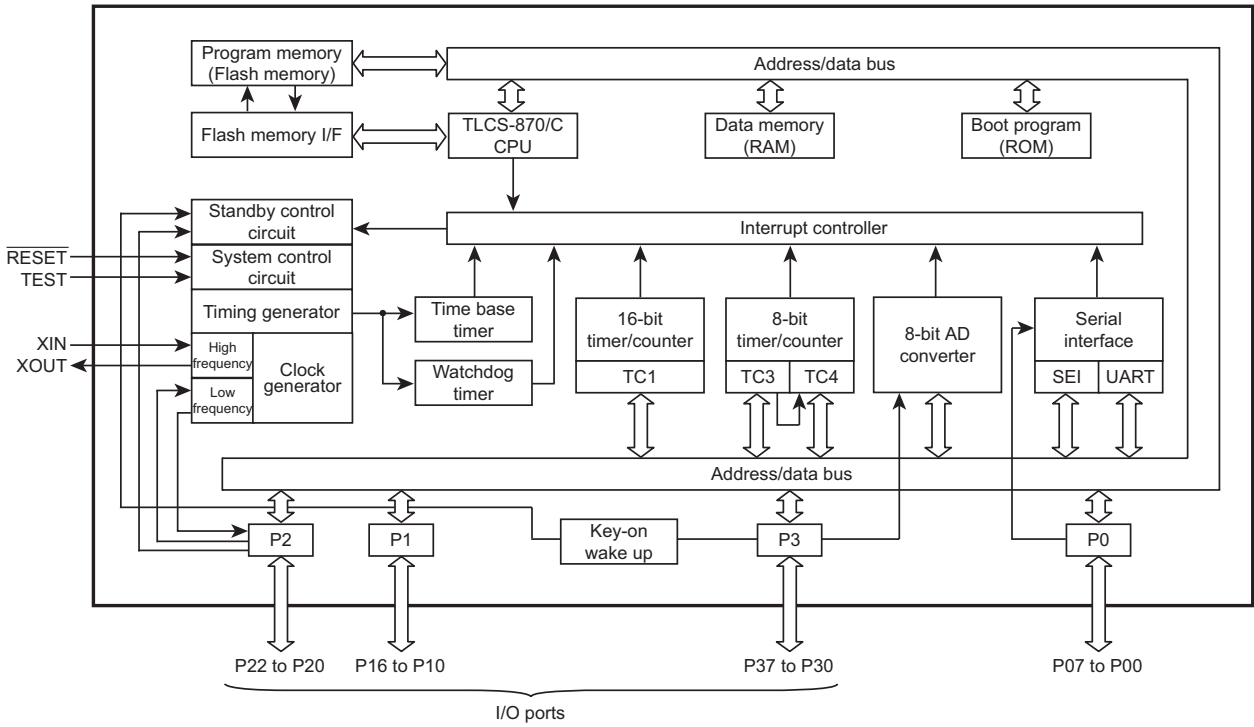 Program memory
(Flash memory)
Address/data bus
Flash memory I/F
TLCS-870/C
CPU
Data memory
(RAM)
Boot program
(ROM)
Standby control
circuit
Interrupt controller
RESET
TEST
System control
circuit
Timing generator
Time base
timer
16-bit
timer/counter
8-bit
timer/counter
8-bit AD
converter
Serial
interface
XIN
XOUT
High
frequency
Clock
generator
Low
frequency
Watchdog
timer
TC1
TC3
TC4
SEI
UART
Address/data bus
P2
P1
Key-on
wake up
P3
P0
P22 to P20
P16 to P10
P37 to P30
P07 to P00
I/O ports